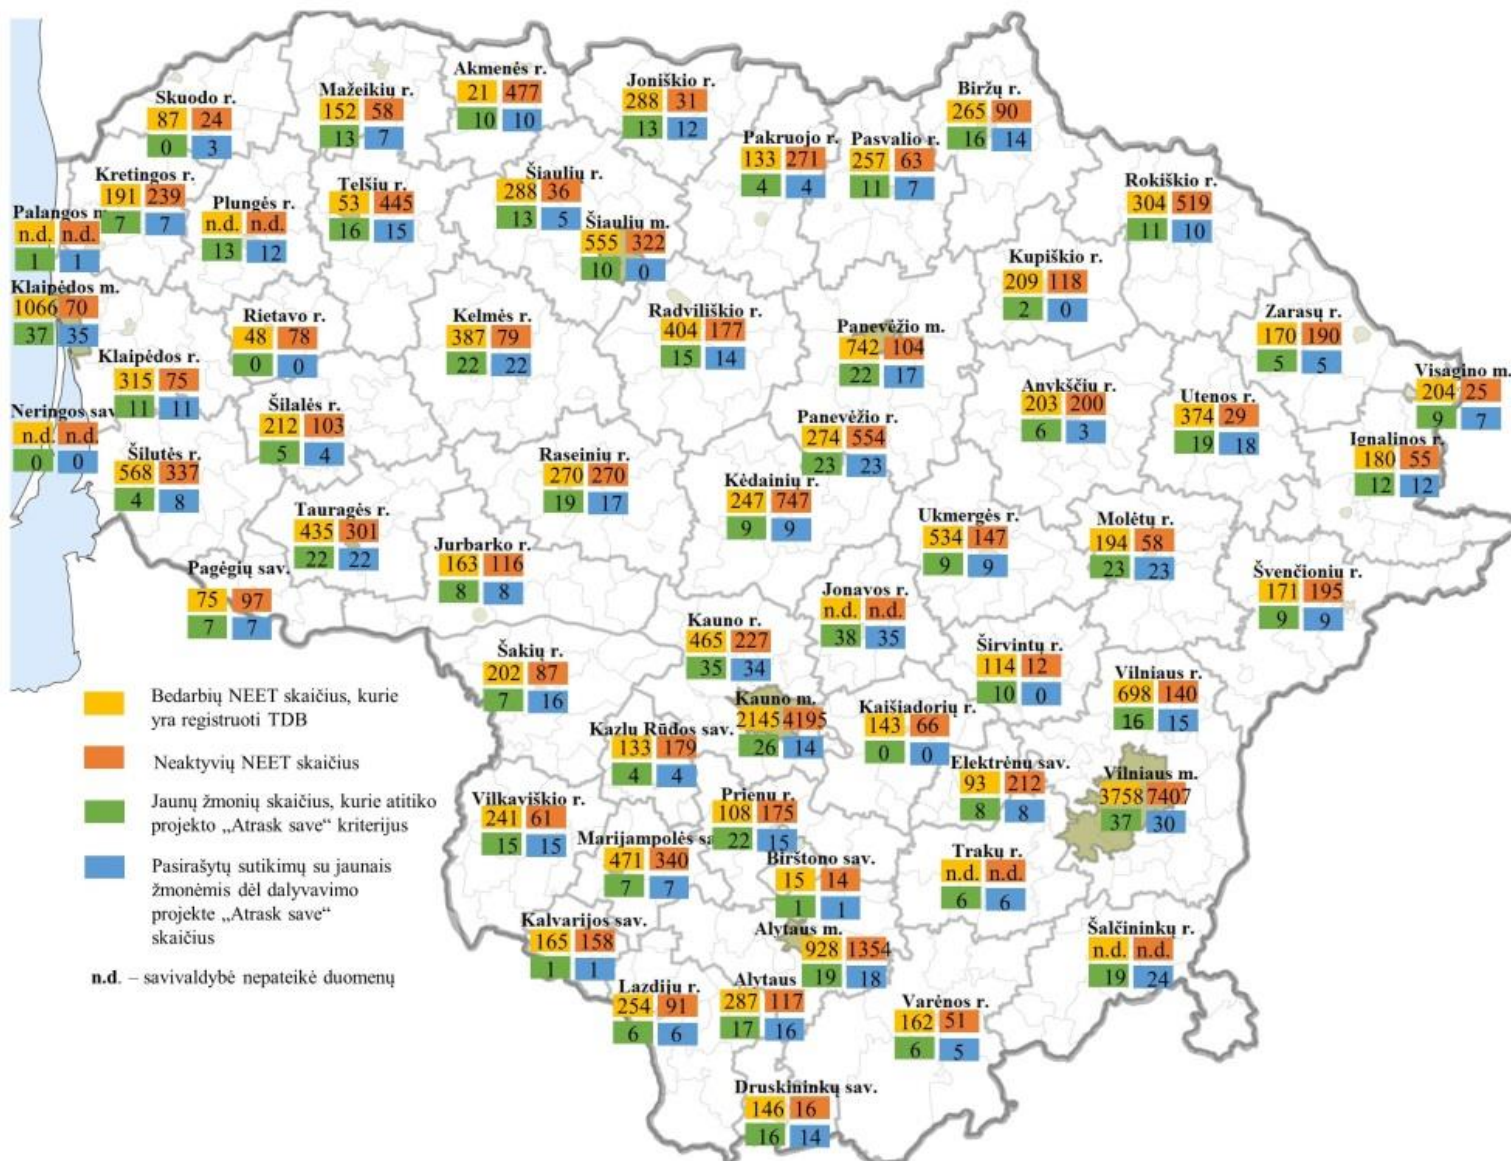 Akmenės r.
21 477
10 10
Mažeikių r.
152 58
13 7
Skuodo r.
87 24
0 3
Joniškio r.
288 31
13 12
Biržų r.
265 90
16 14
Pakruojo r.
133 271
4 4
Pasvalio r.
257 63
11 7
Kretingos r.
191 239
7 7
Plungės r.
n.d. n.d.
13 12
Telšių r.
53 445
16 15
Šiaulių r.
288 36
13 5
Šiaulių m.
555 322
10 0
Rokiškio r.
304 519
11 10
Palangos m
n.d. n.d.
1 1
Kupiškio r.
209 118
2 0
Klaipėdos m.
1066 70
37 35
Rietavo r.
48 78
0 0
Kelmės r.
387 79
22 22
Radviliškio r.
404 177
15 14
Panevėžio m.
742 104
22 17
Zarasų r.
170 190
5 5
Klaipėdos r.
315 75
11 11
Visagino m.
204 25
9 7
Anykščių r.
203 200
6 3
Utenos r.
374 29
19 18
Neringos sav
n.d. n.d.
0 0
Šilalės r.
212 103
5 4
Panevėžio r.
274 554
23 23
Ignalinos r.
180 55
12 12
Šilutės r.
568 337
4 8
Raseinių r.
270 270
19 17
Kėdainių r.
247 747
9 9
Tauragės r.
435 301
22 22
Ukmergės r.
534 147
9 9
Molėtų r.
194 58
23 23
Jurbarko r.
163 116
8 8
Pagėgių sav.
75 97
7 7
Švenčionių r.
171 195
9 9
Jonavos r.
n.d. n.d.
38 35
Kauno r.
465 227
35 34
Šakių r.
202 87
7 16
Širvintų r.
114 12
10 0
Vilniaus r.
698 140
16 15
Kauno m.
2145 4195
26 14
Kaišiadorių r.
143 66
0 0
Kazlų Rūdos sav.
133 179
4 4
Elektrėnų sav.
93 212
8 8
Vilniaus m.
3758 7407
37 30
Vilkaviškio r.
241 61
15 15
Prienų r.
108 175
22 15
Marijampolės sa
471 340
7 7
Birštono sav.
15 14
1 1
Trakų r.
n.d. n.d.
6 6
Kalvarijos sav.
165 158
1 1
Alytaus m.
928 1354
19 18
Šalčininkų r.
n.d. n.d.
19 24
Lazdijų r.
254 91
6 6
Alytaus
287 117
17 16
Varėnos r.
162 51
6 5
Druskininkų sav.
146 16
16 14
Bedarbių NEET skaičius, kurie
yra registruoti TDB
Neaktyvių NEET skaičius
Jaunų žmonių skaičius, kurie atitiko
projekto „Atrask save“ kriterijus
Pasirašytų sutikimų su jaunais
žmonėmis dėl dalyvavimo
projekte „Atrask save“
skaičius
n.d. – savivaldybė nepateikė duomenų